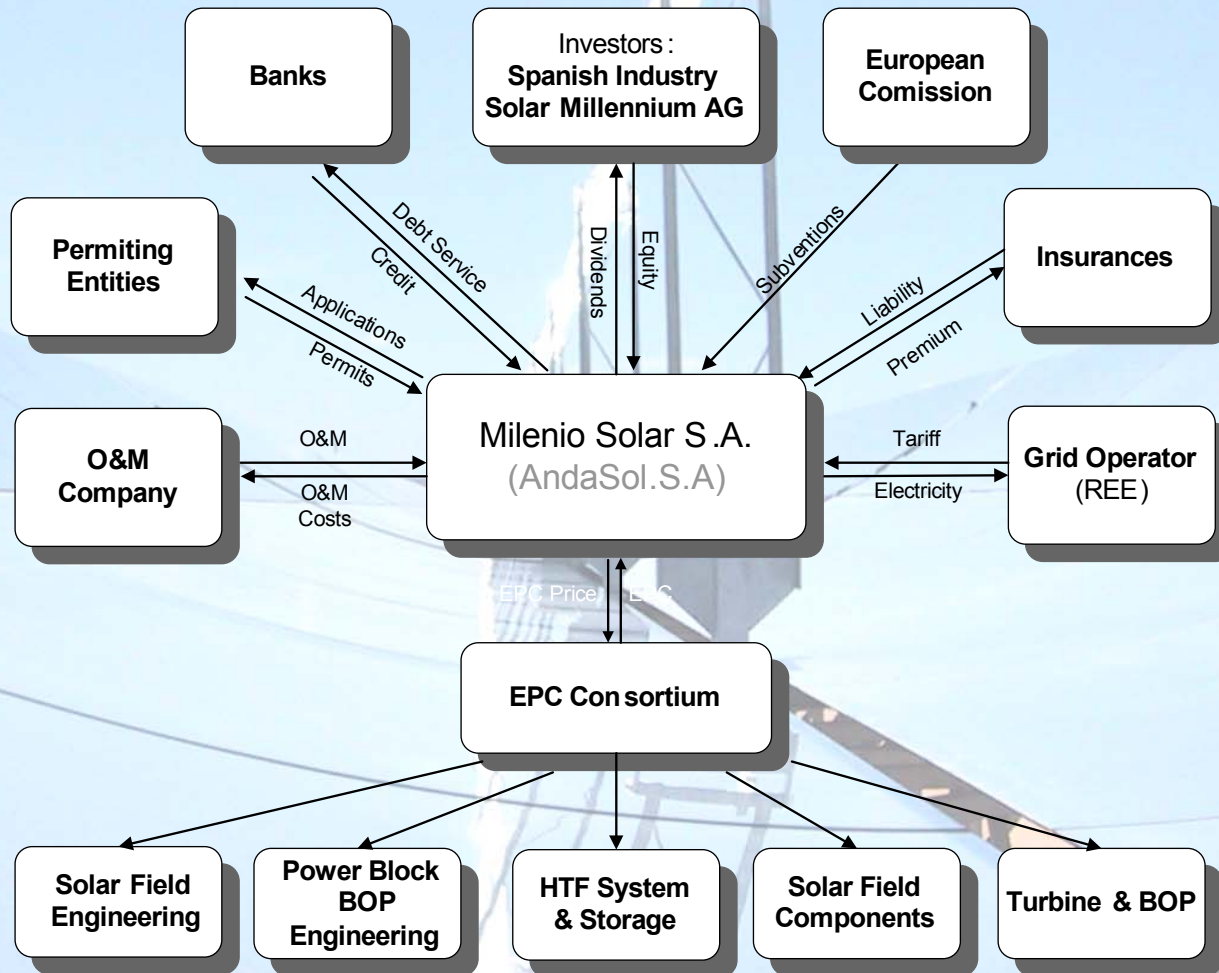 Banks
Investors:
Spanish Industry
Solar Millennium AG
European
Comission
Permiting
Entities
Insurances
Debt Service
Credit
Dividends
Equity
Subventions
Applications
Permits
Liability
Premium
O&M
Company
O&M
O&M
Costs
Milenio Solar S.A.
(AndaSol.S.A)
Tariff
Electricity
Grid Operator
(REE)
EPC Price
EPC
EPC Consortium
Solar Field
Engineering
Power Block
BOP
Engineering
HTF System
& Storage
Solar Field
Components
Turbine & BOP